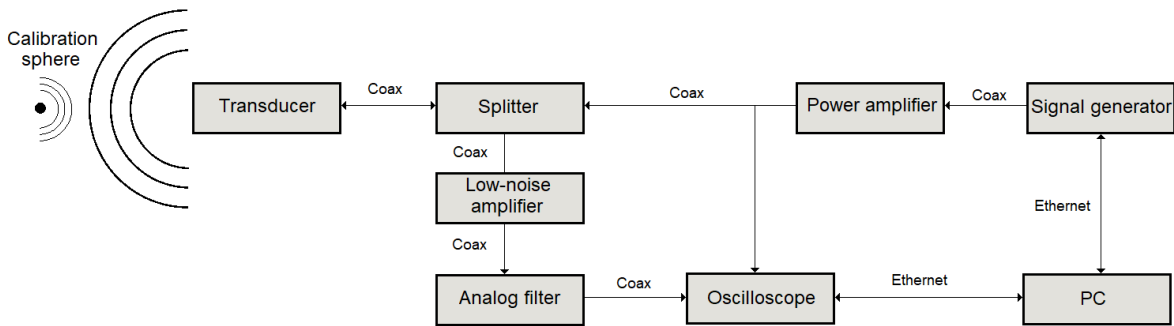 Calibration
sphere
Transducer
Coax
Splitter
Coax
Power amplifier
Coax
Signal generator
Coax
Low-noise
amplifier
Ethernet
Coax
Analog filter
Coax
Oscilloscope
Ethernet
PC